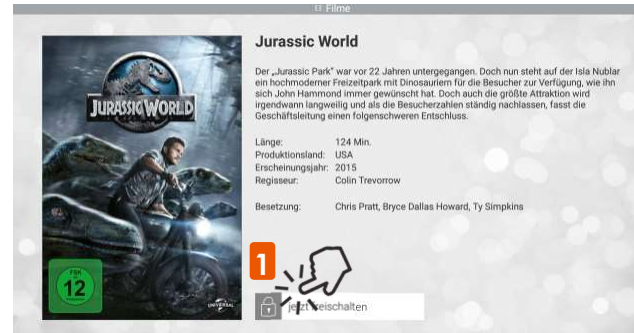 Filme
Jurassic World
Der „Jurassic Park" war vor 22 Jahren untergegangen. Doch nun steht auf der Isla Nublar
ein hochmoderner Freizeitpark mit Dinosauriern für die Besucher zur Verfügung, wie ihn
sich John Hammond immer gewünscht hat. Doch auch die größte Attraktion wird
irgendwann langweilig und als die Besucherzahlen ständig nachlassen, fasst die
Geschäftsleitung einen folgenschweren Entschluss.
Länge: 124 Min.
Produktionsland: USA
Erscheinungsjahr: 2015
Regisseur: Colin Trevorrow
Besetzung: Chris Pratt, Bryce Dallas Howard, Ty Simpkins
JURASSIC WORLD
FSK
12
UNIVERSAL
1
jetzt freischalten